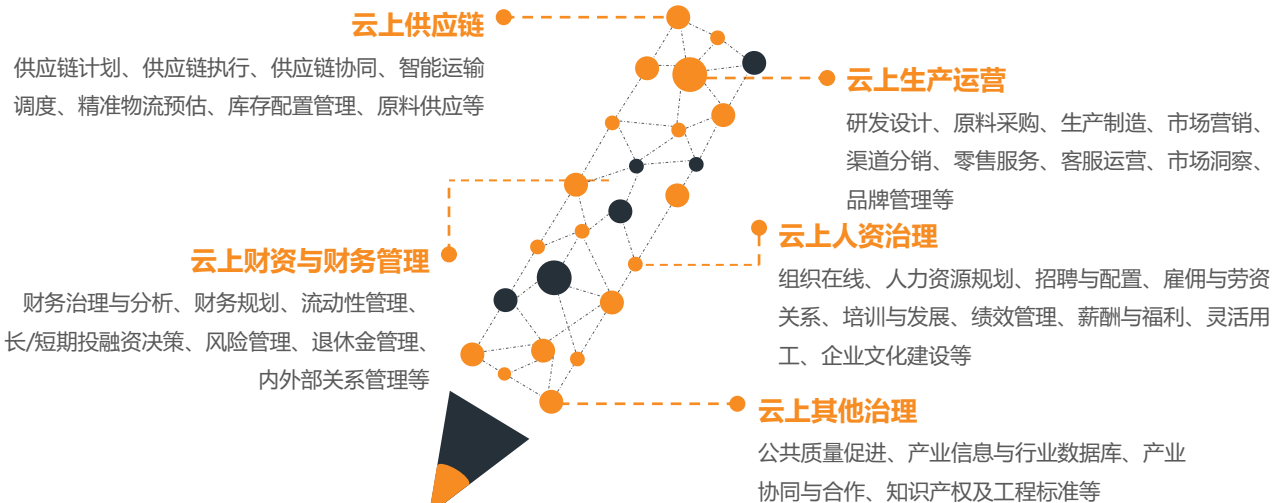 云上供应链
供应链计划、供应链执行、供应链协同、智能运输
调度、精准物流预估、库存配置管理、原料供应等
云上生产运营
研发设计、原料采购、生产制造、市场营销、
渠道分销、零售服务、客服运营、市场洞察、
品牌管理等
云上财资与财务管理
财务治理与分析、财务规划、流动性管理、
长/短期投融资决策、风险管理、退休金管理、
内外部关系管理等
云上人资治理
组织在线、人力资源规划、招聘与配置、雇佣与劳资
关系、培训与发展、绩效管理、薪酬与福利、灵活用
工、企业文化建设等
云上其他治理
公共质量促进、产业信息与行业数据库、产业
协同与合作、知识产权及工程标准等